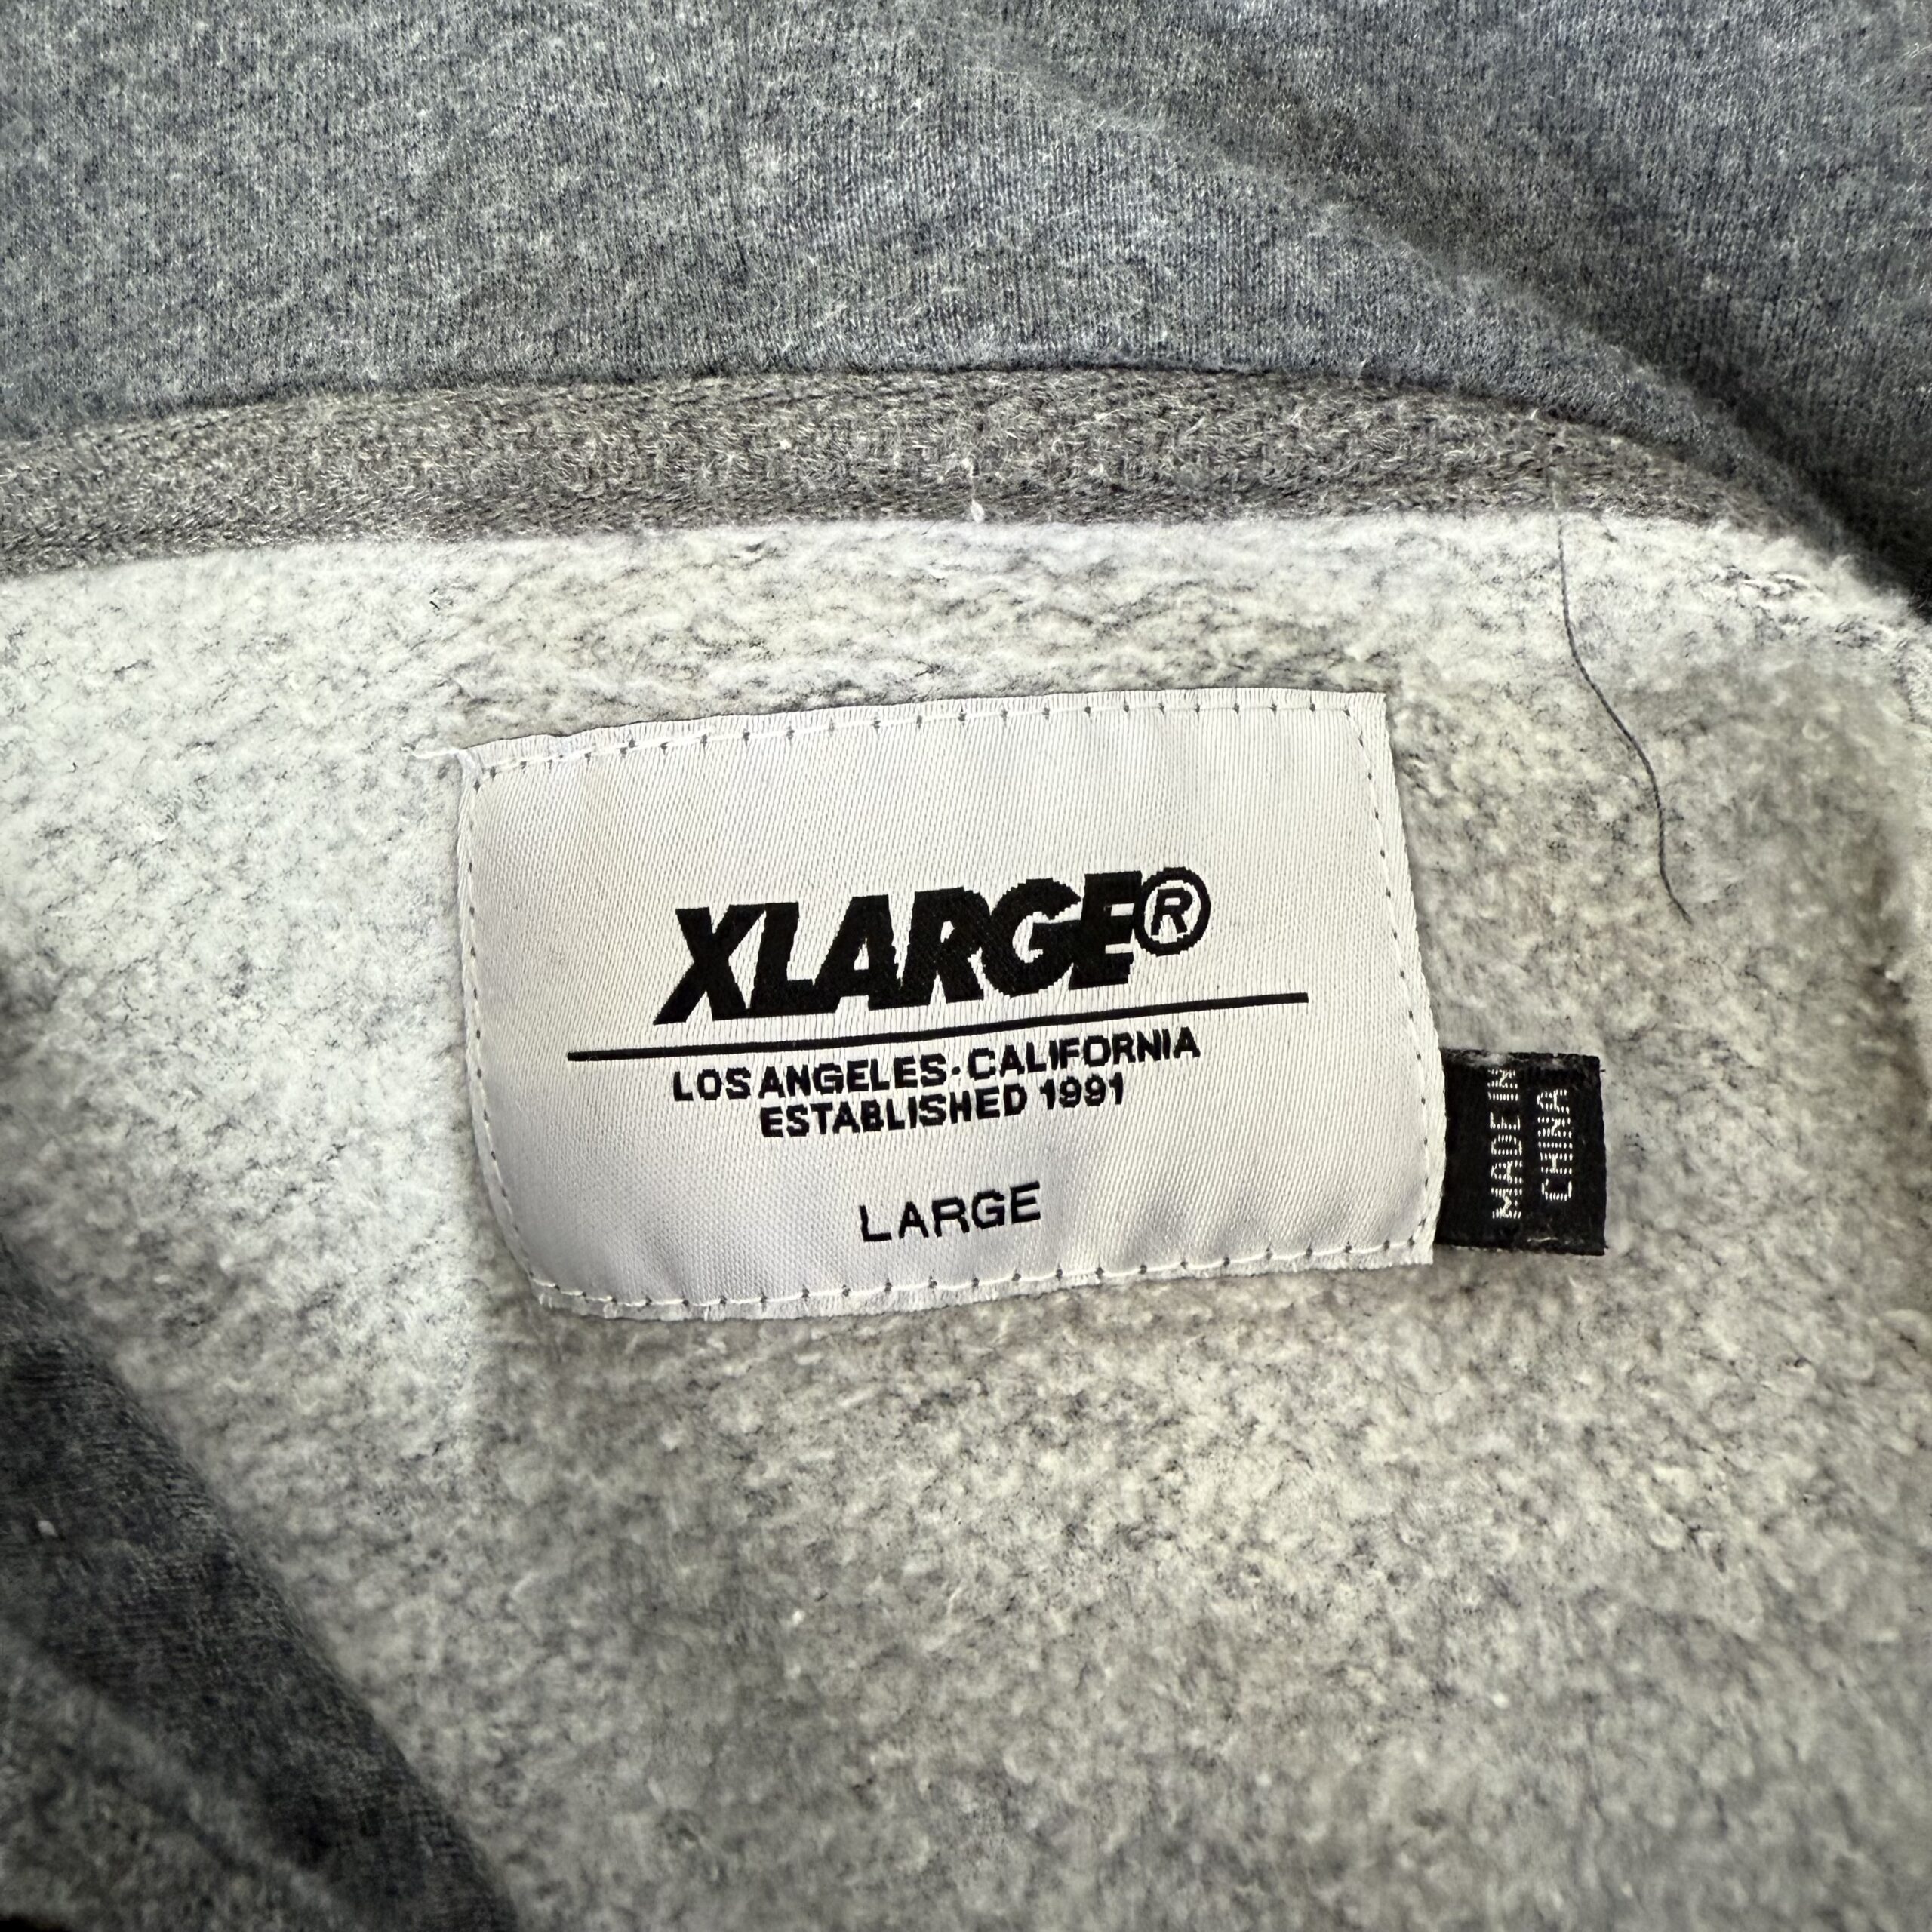 XLARGE®
LOS ANGELES·CALIFORNIA
ESTABLISHED 1991
LARGE
MADE IN
CHINA